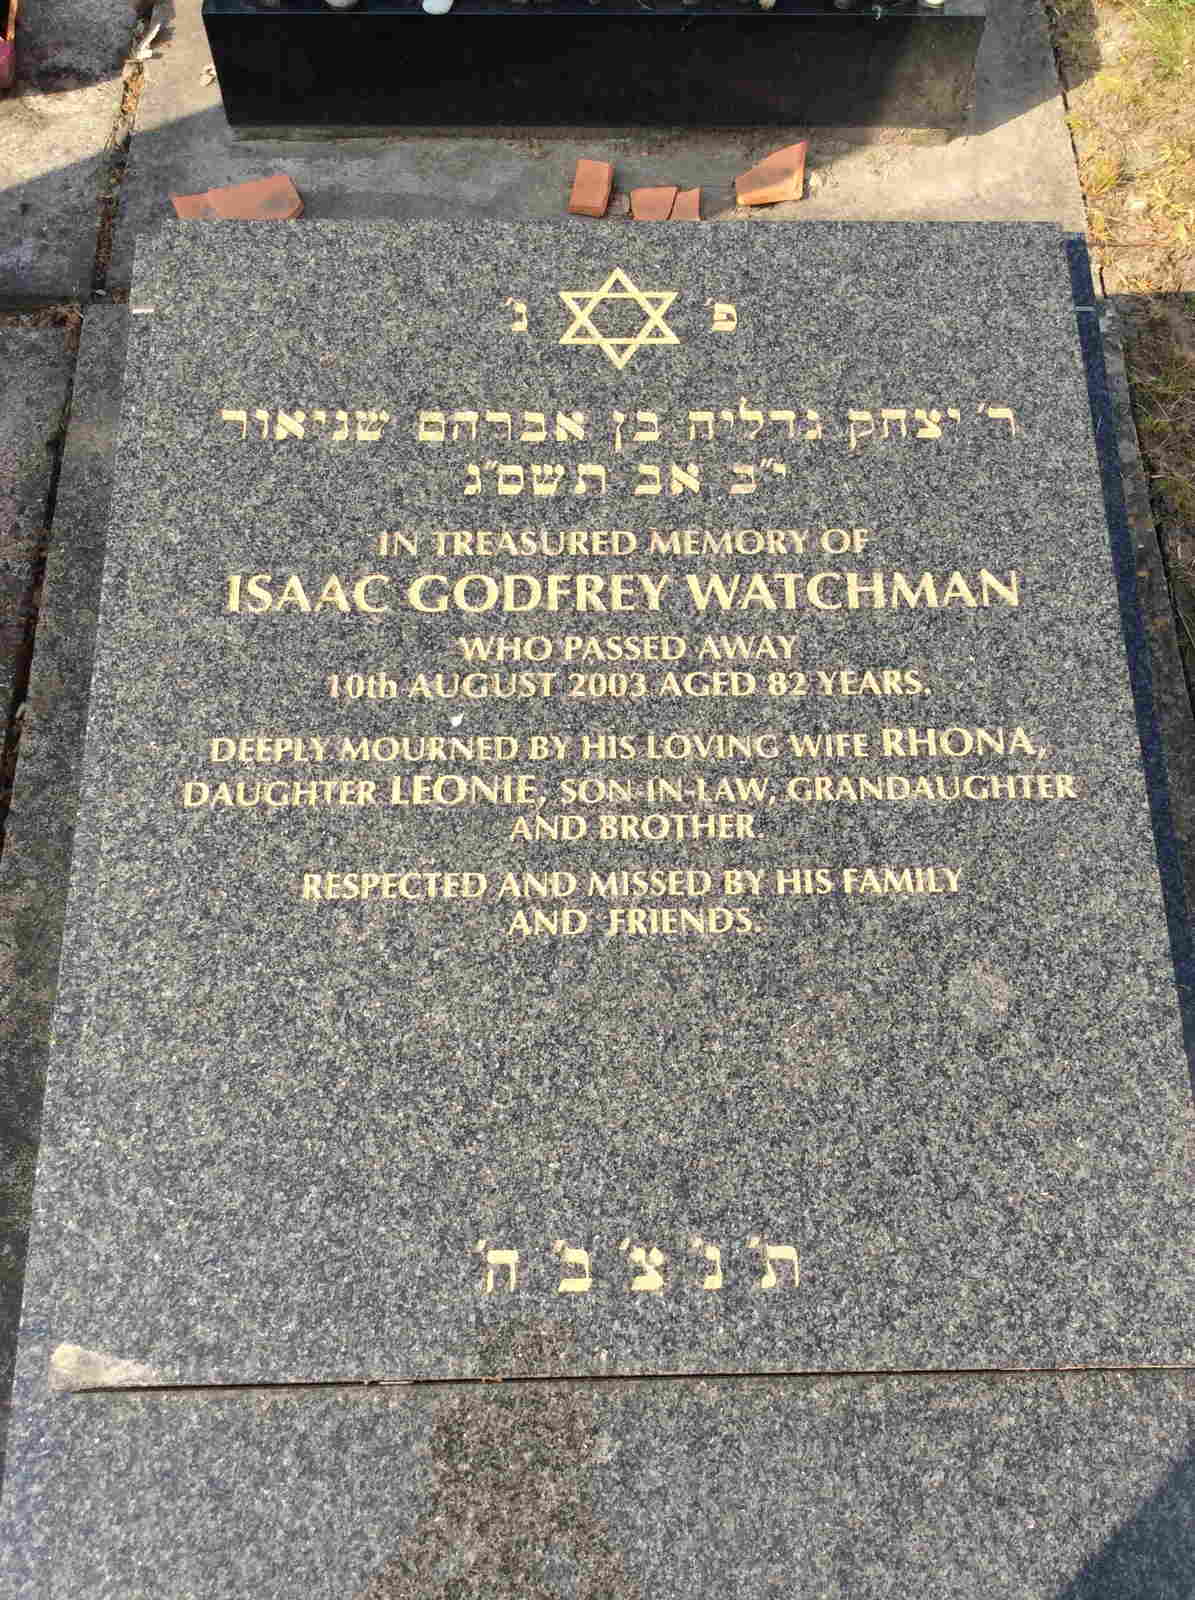 פ׳ נ׳
ר׳ יצחק גדליה בן אברהם שניאור
י״ב אב תשס״ג
IN TREASURED MEMORY OF
ISAAC GODFREY WATCHMAN
WHO PASSED AWAY
10th AUGUST 2003 AGED 82 YEARS.
DEEPLY MOURNED BY HIS LOVING WIFE RHONA,
DAUGHTER LEONIE, SON-IN-LAW, GRANDAUGHTER
AND BROTHER.
RESPECTED AND MISSED BY HIS FAMILY
AND FRIENDS.
ת׳ נ׳ צ׳ ב׳ ה׳